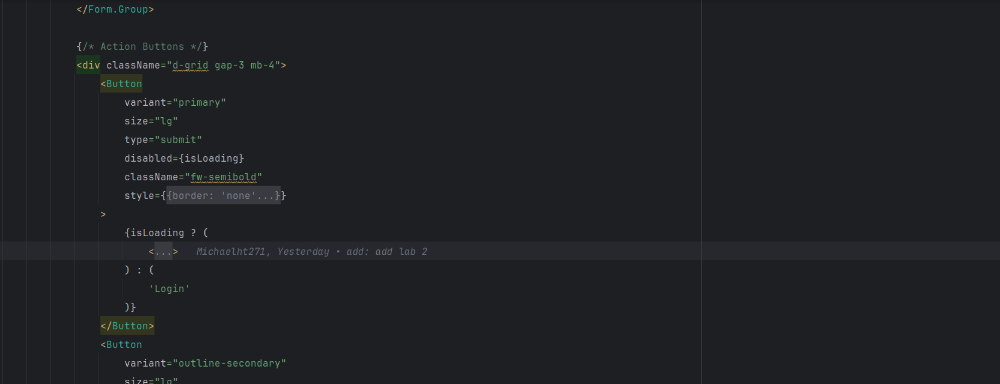 </Form.Group>
{/* Action Buttons */}
<div className="d-grid gap-3 mb-4">
<Button
variant="primary"
size="lg"
type="submit"
disabled={isLoading}
className="fw-semibold"
style={{border: 'none'...}}
>
{isLoading ? (
<...> Michaelht271, Yesterday • add: add lab 2
) : (
'Login'
)}
</Button>
<Button
variant="outline-secondary"
size="lg"